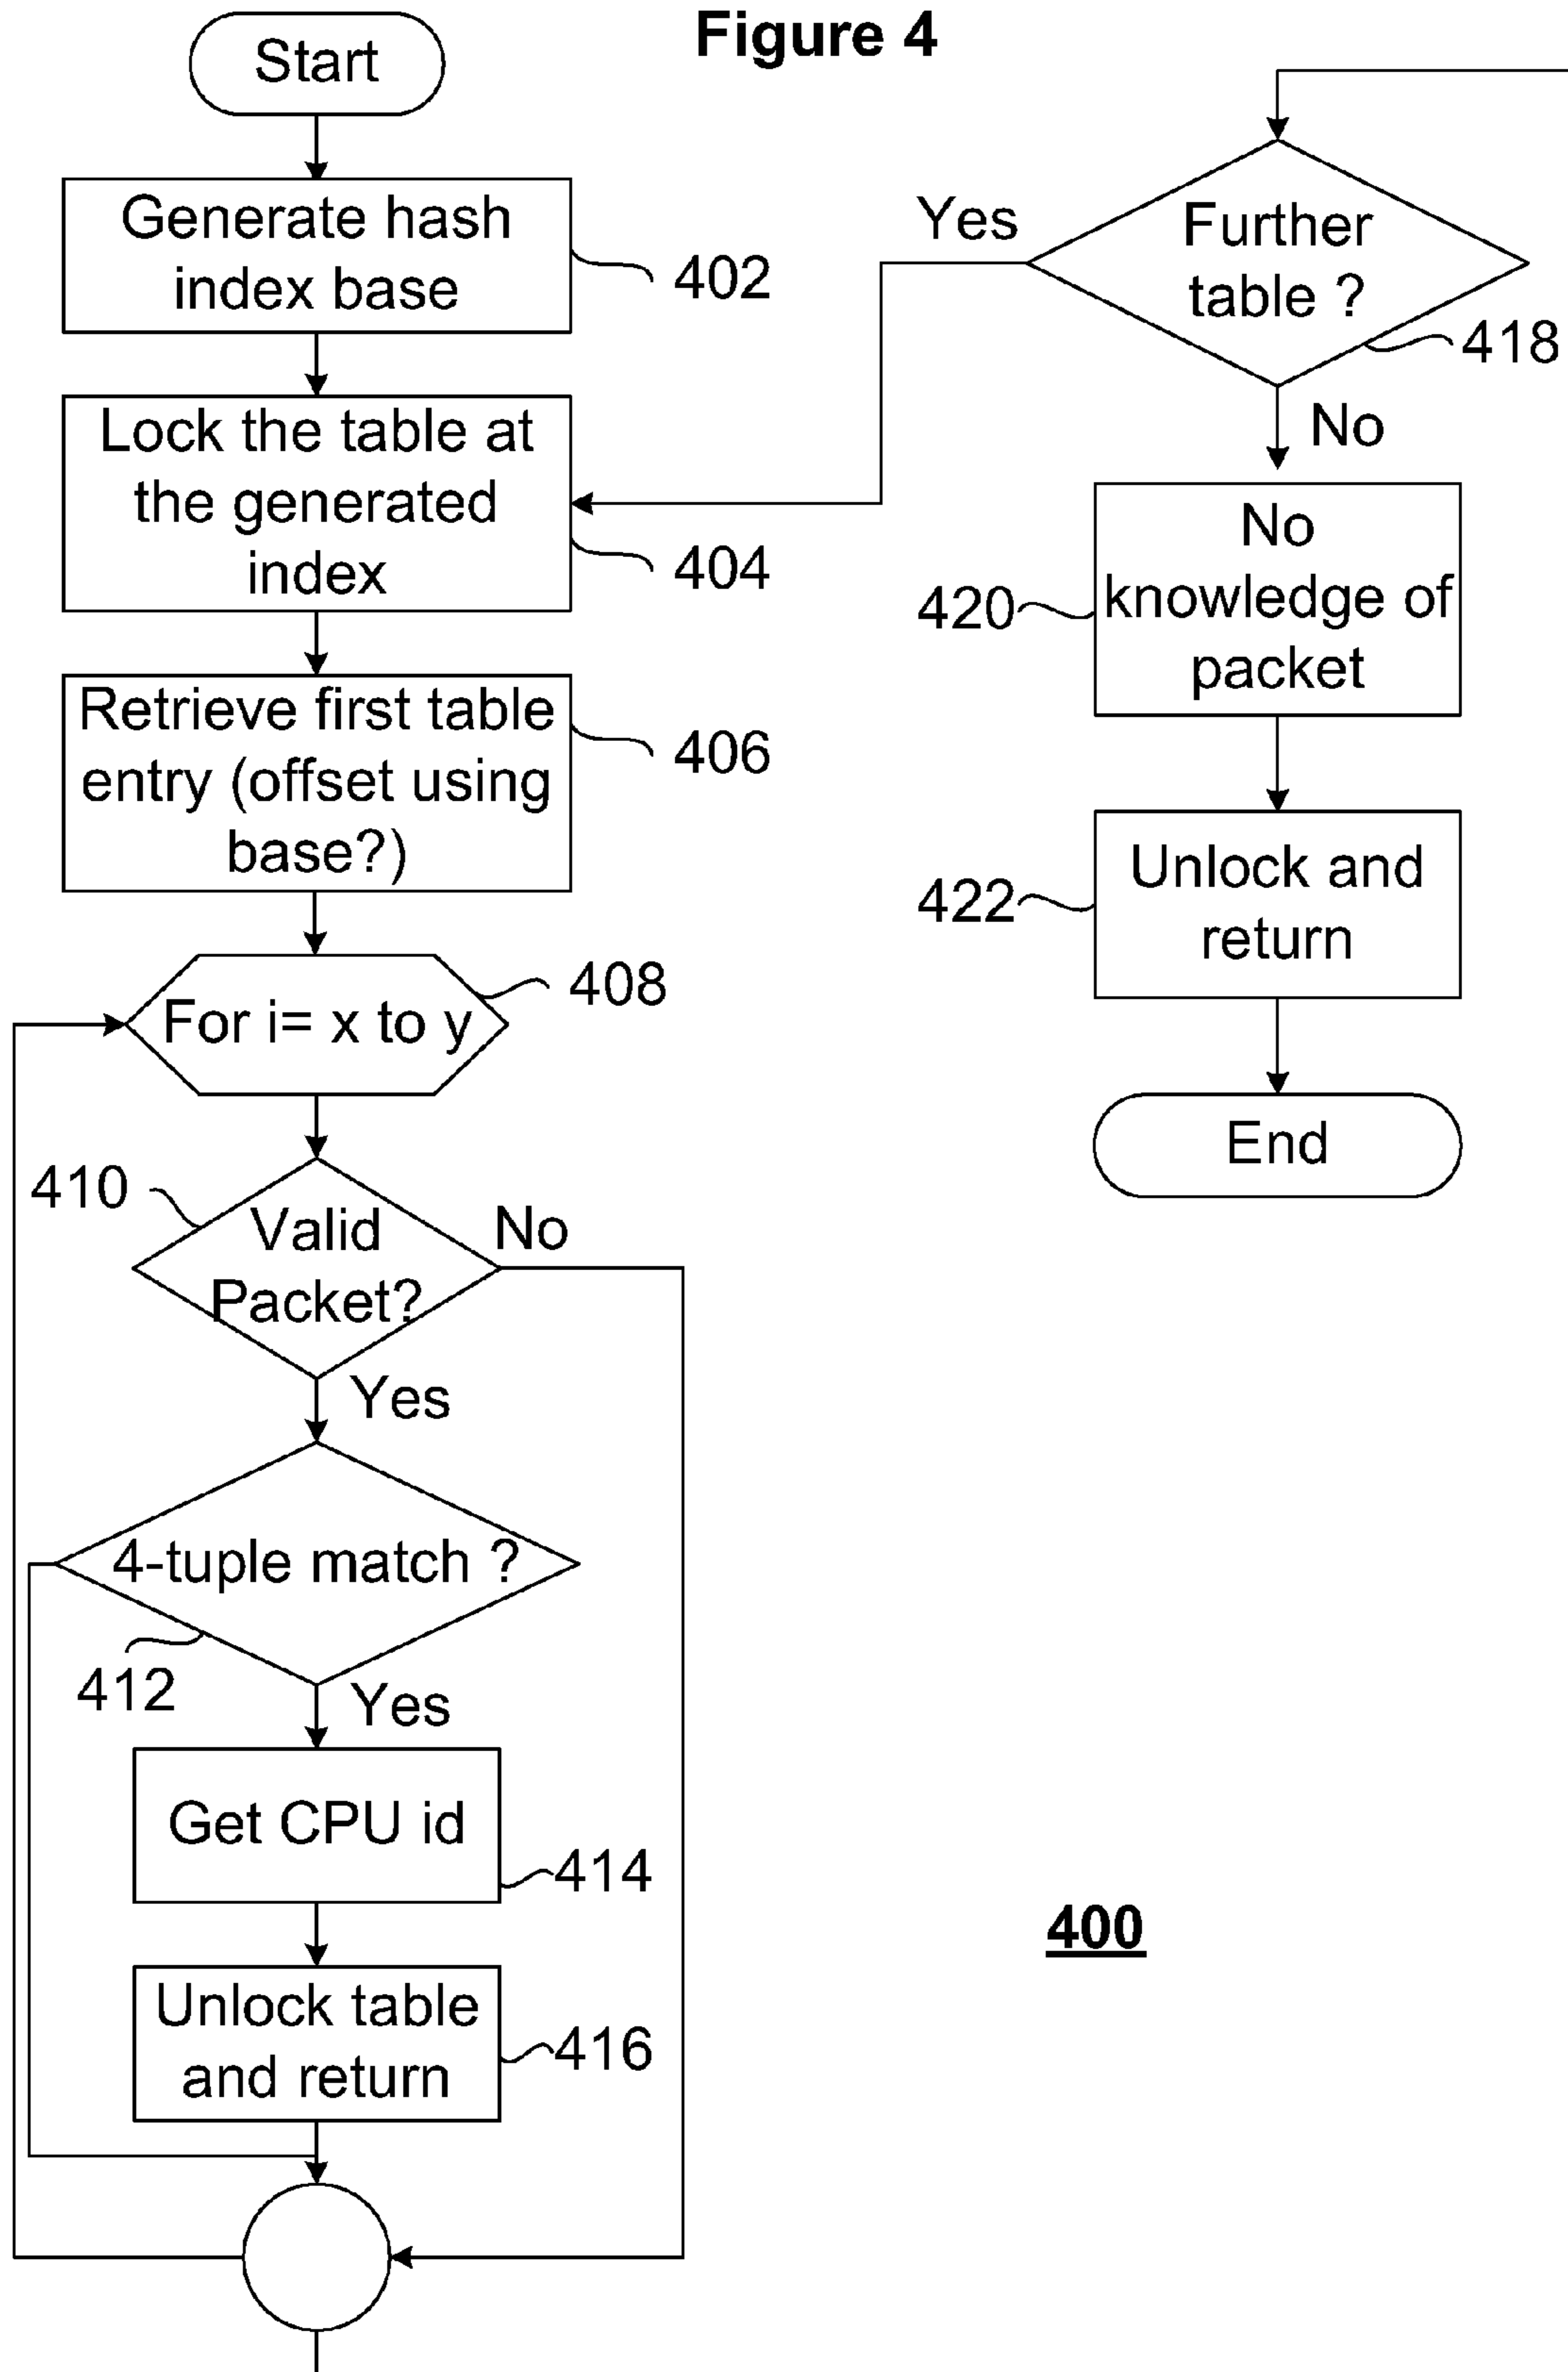 Figure 4
Start
Generate hash
index base
402
Lock the table at
the generated
index
404
Retrieve first table
entry (offset using
base?)
406
For i= x to y
408
410
Valid
Packet?
No
Yes
4-tuple match ?
412
Yes
Get CPU id
414
Unlock table
and return
416
Further
table ?
Yes
418
No
No
knowledge of
packet
420
Unlock and
return
422
End
400